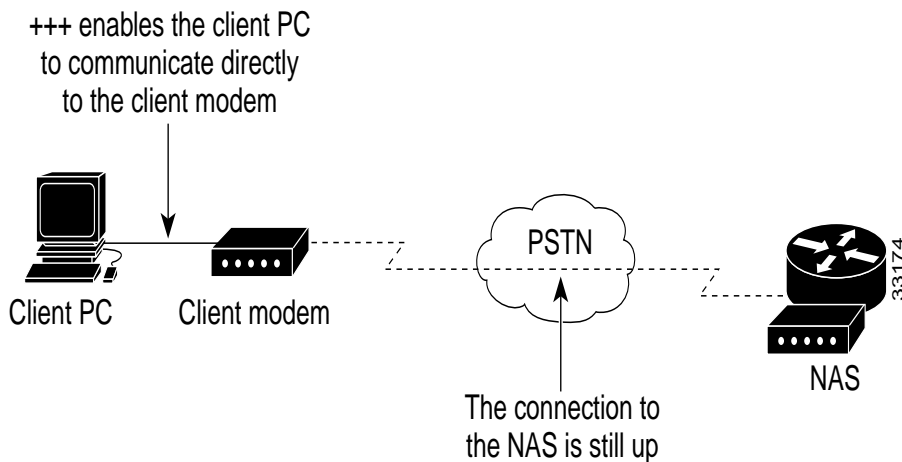 +++ enables the client PC
to communicate directly
to the client modem
PSTN
33174
Client PC
Client modem
NAS
The connection to
the NAS is still up